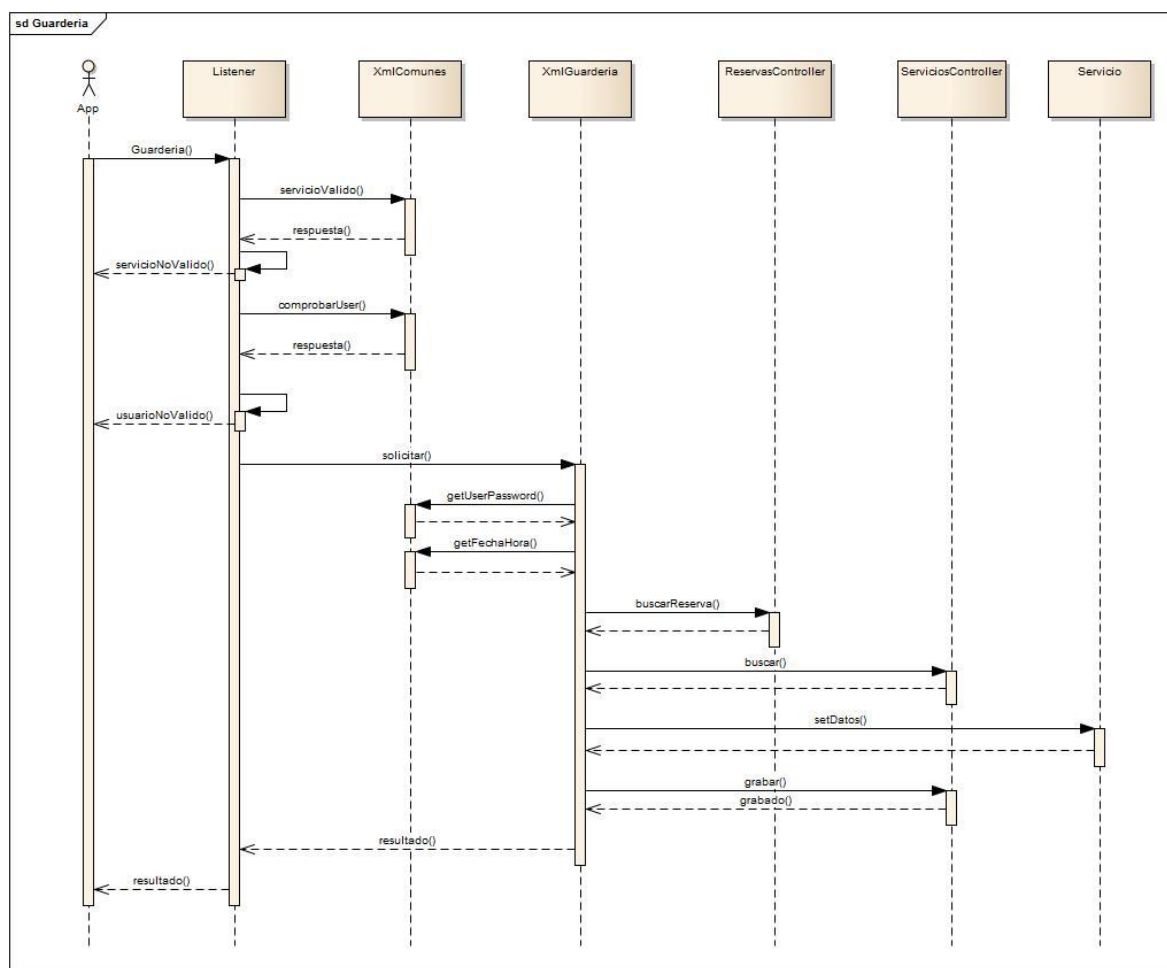 sd Guarderia
App
Listener
XmlComunes
XmlGuarderia
ReservasController
ServiciosController
Servicio
Guarderia()
servicioValido()
respuesta()
servicioNoValido()
comprobarUser()
respuesta()
usuarioNoValido()
solicitar()
getUserPassword()
getFechaHora()
buscarReserva()
buscar()
setDatos()
grabar()
grabado()
resultado()
resultado()